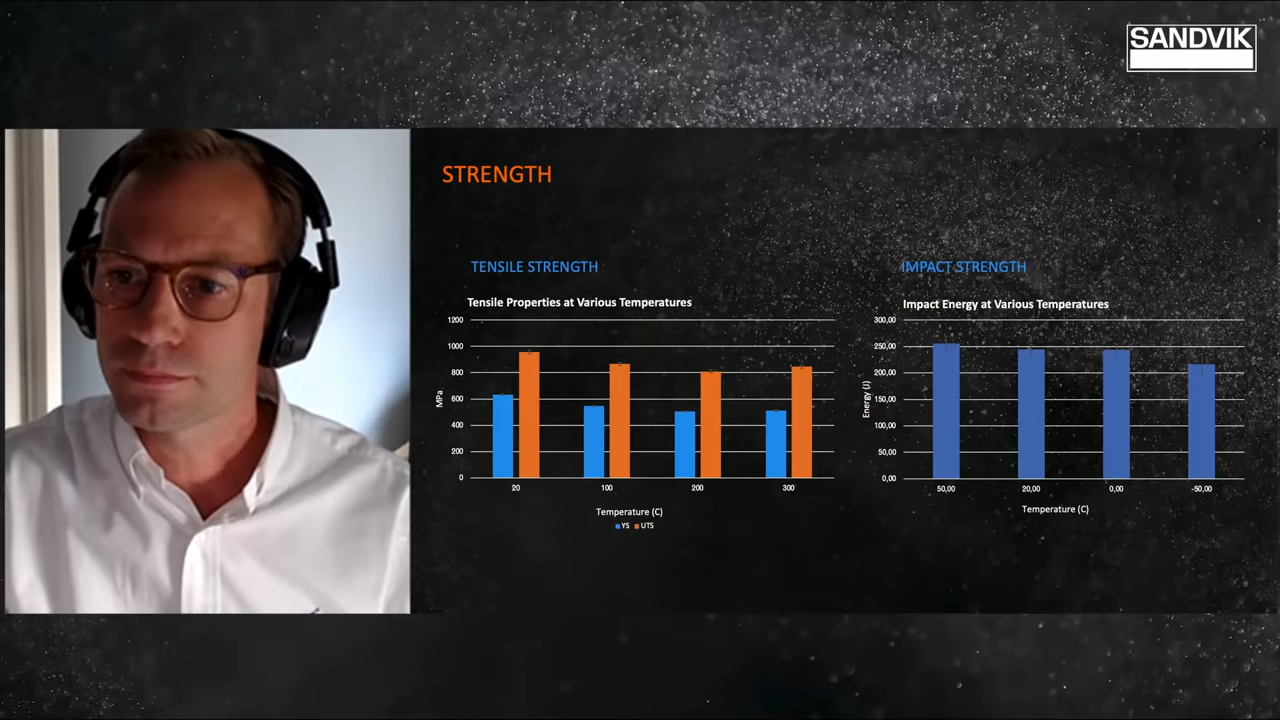 SANDVIK
STRENGTH
TENSILE STRENGTH
Tensile Properties at Various Temperatures
1200
1000
800
600
400
200
0
MPa
20 100 200 300
Temperature (C)
YS UTS
IMPACT STRENGTH
Impact Energy at Various Temperatures
300,00
250,00
200,00
150,00
100,00
50,00
0,00
Energy (J)
50,00 20,00 0,00 -50,00
Temperature (C)